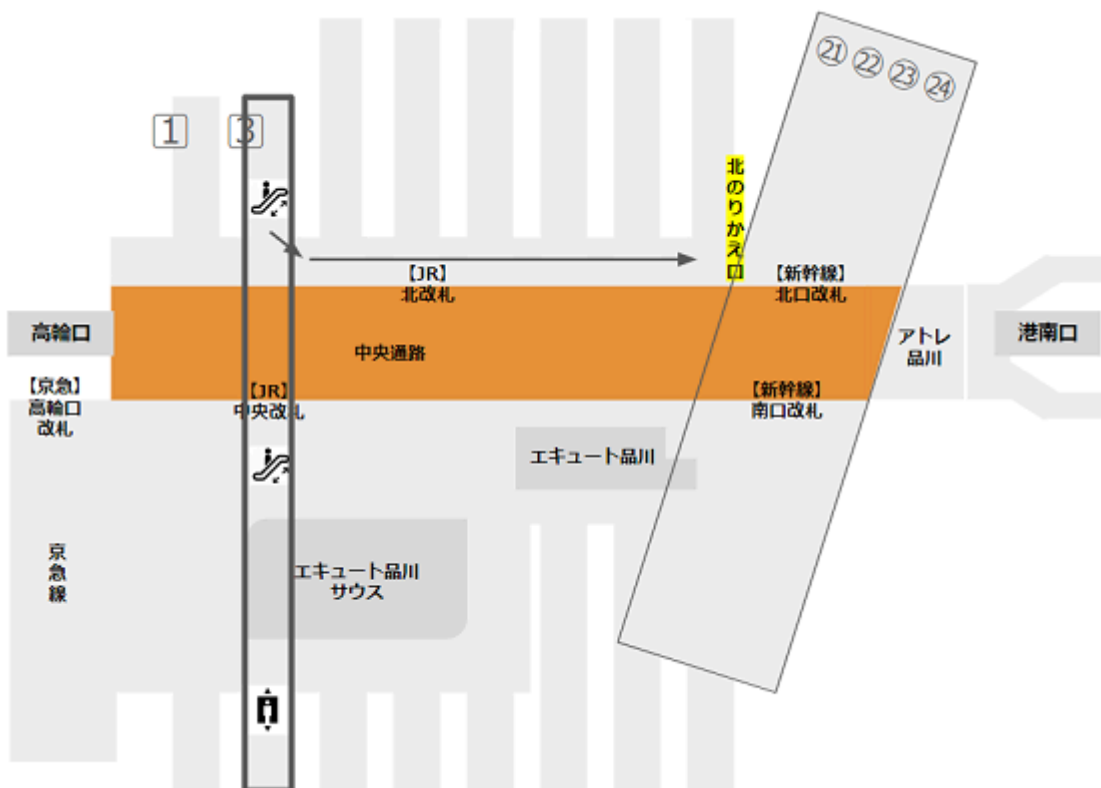 ㉑ ㉒ ㉓ ㉔
1
3
北のりかえ口
【JR】
北改札
【新幹線】
北口改札
高輪口
中央通路
アトレ
品川
港南口
【京急】
高輪口
改札
【JR】
中央改札
【新幹線】
南口改札
エキュート品川
京急線
エキュート品川
サウス